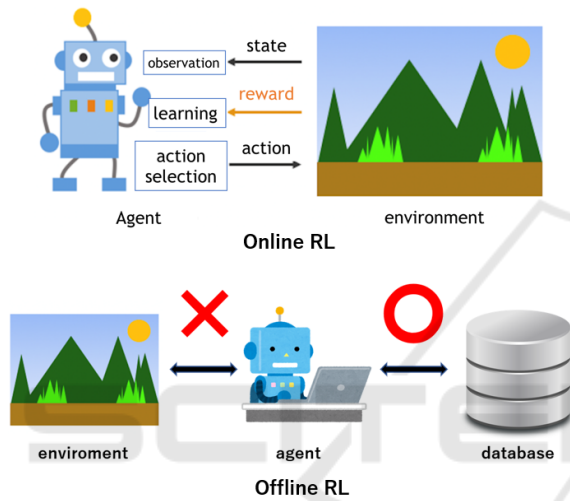 state
observation
reward
learning
action
selection
action
Agent
environment
Online RL
enviroment
agent
database
Offline RL